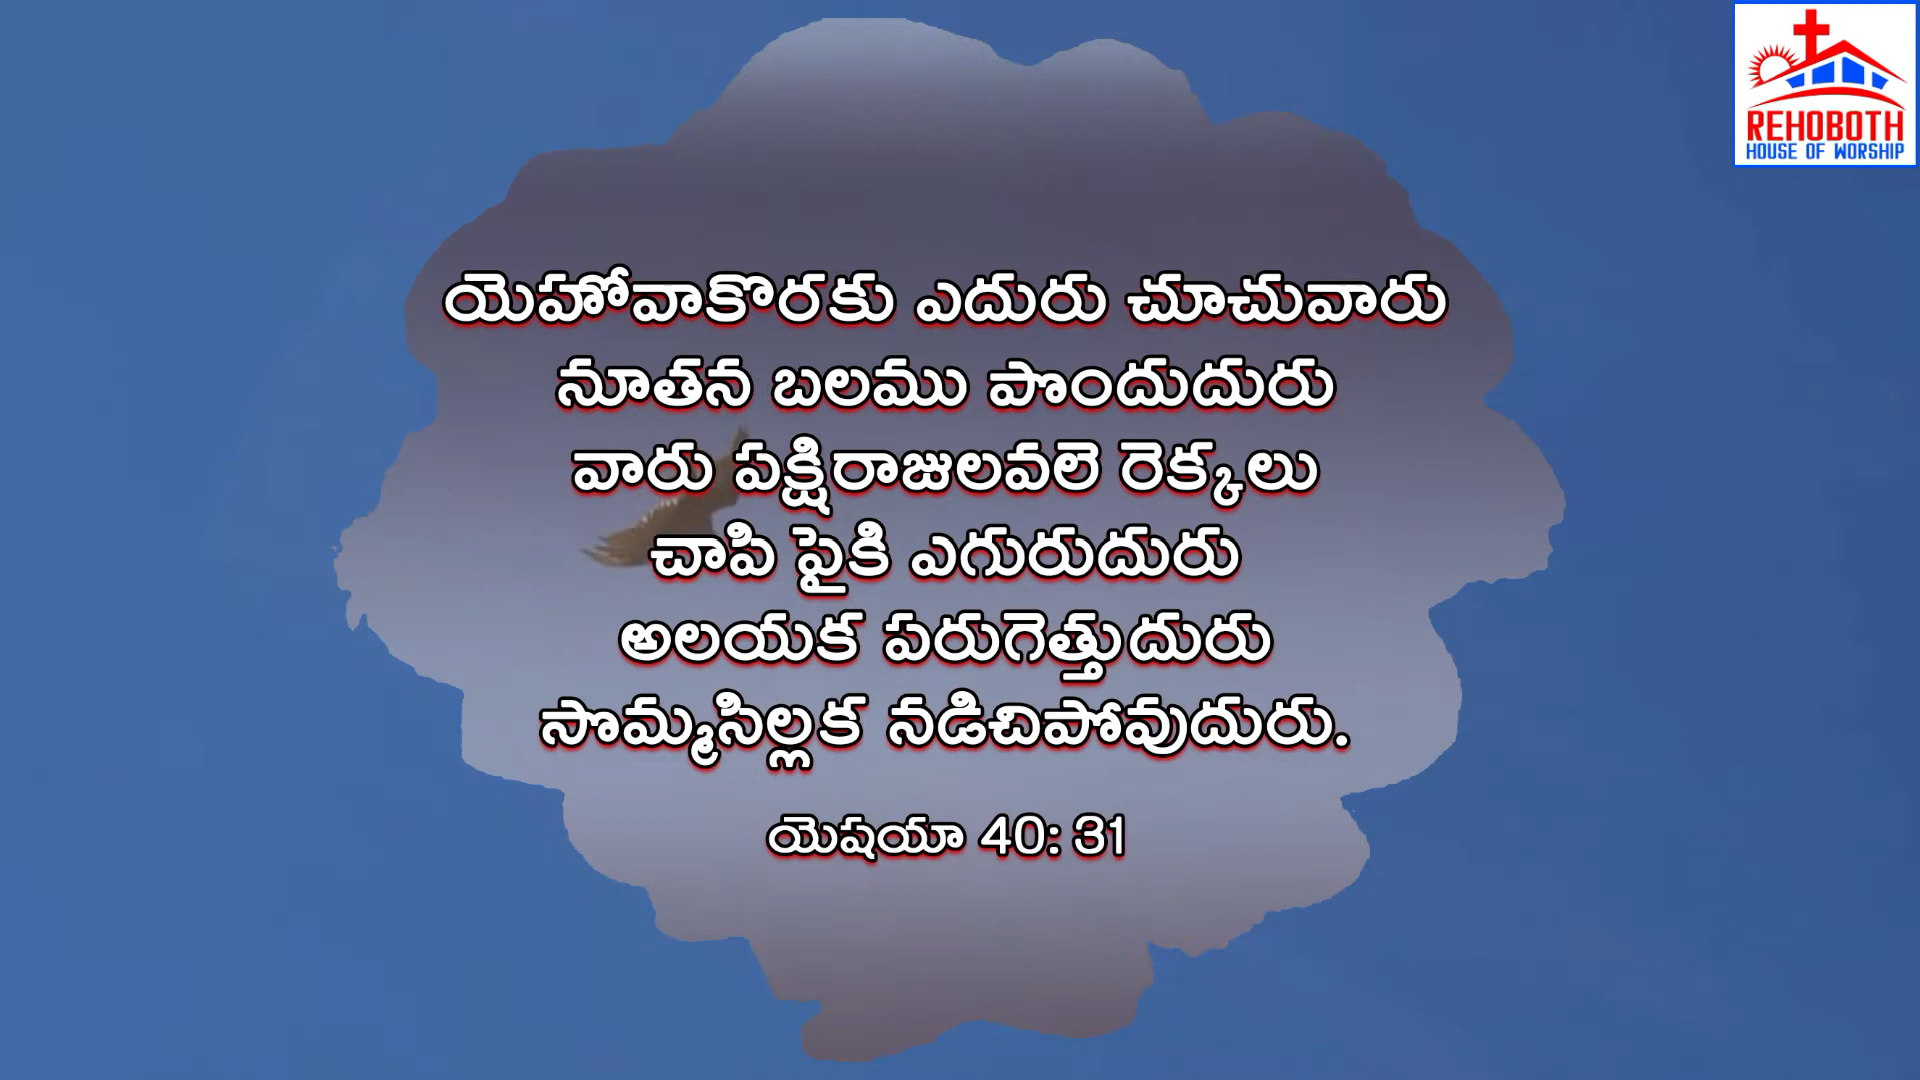 REHOBOTH
HOUSE OF WORSHIP
యెహోవాకొరకు ఎదురు చూచువారు
నూతన బలము పొందుదురు
వారు పక్షిరాజులవలె రెక్కలు
చాపి పైకి ఎగురుదురు
అలయక పరుగెత్తుదురు
సొమ్మసిల్లక నడిచిపోవుదురు.
యెషయా 40: 31